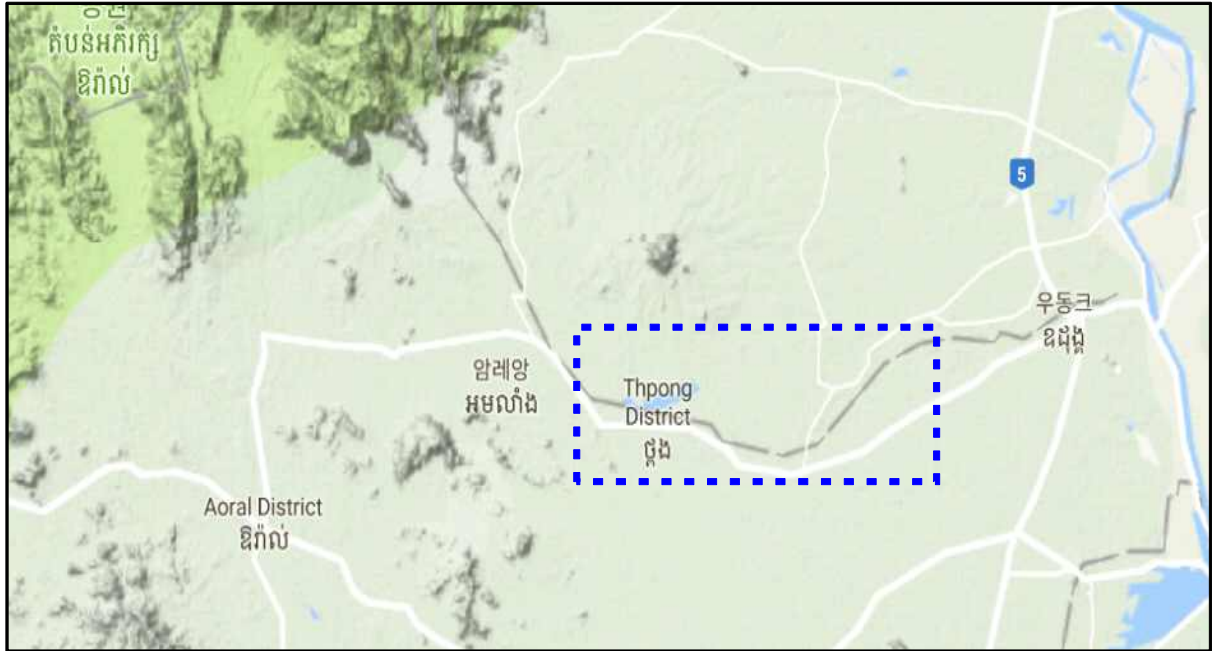 តំបន់អភិរក្ស
ឱរ៉ាល់
5
우동크
ឧដុង្គ
암레앙
អមលាំង
Thpong
District
ថ្ពង
Aoral District
ឱរ៉ាល់